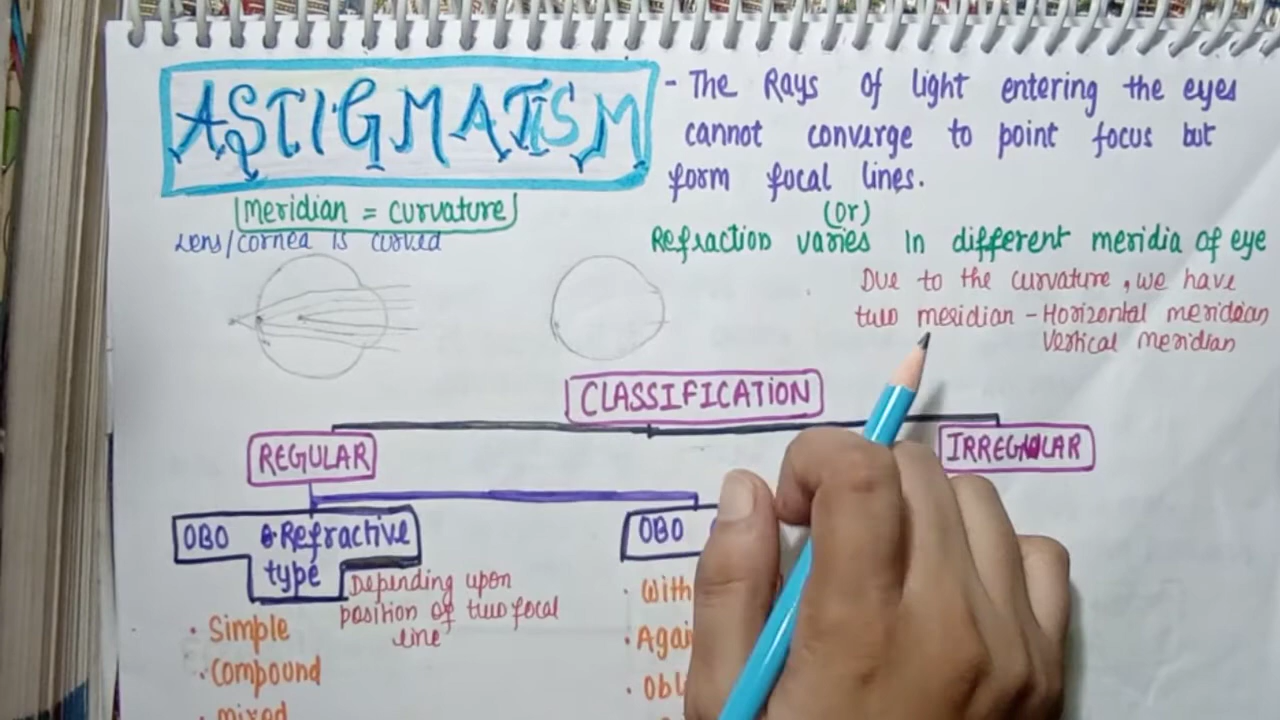 ASTIGMATISM
- The Rays of light entering the eyes
cannot converge to point focus but
form focal lines.
(Or)
Meridian = curvature
Lens/cornea is curved
Refraction varies in different meridia of eye
Due to the curvature, we have
two meridian - Horizontal meridian
Vertical meridian
CLASSIFICATION
REGULAR
IRREGULAR
OBO Refractive
type
Depending upon
position of two focal
line
• Simple
• Compound
• mixed
OBO
• With
• Agai
• Obl